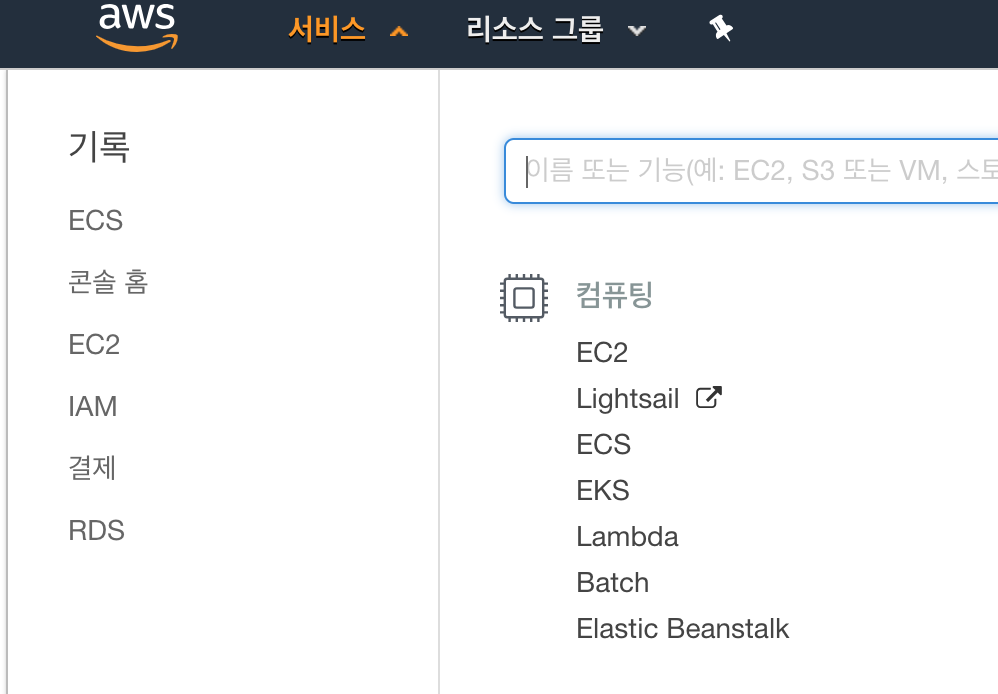 aws
서비스
리소스 그룹
기록
ECS
콘솔 홈
EC2
IAM
결제
RDS
이름 또는 기능(예: EC2, S3 또는 VM, 스토
컴퓨팅
EC2
Lightsail
ECS
EKS
Lambda
Batch
Elastic Beanstalk